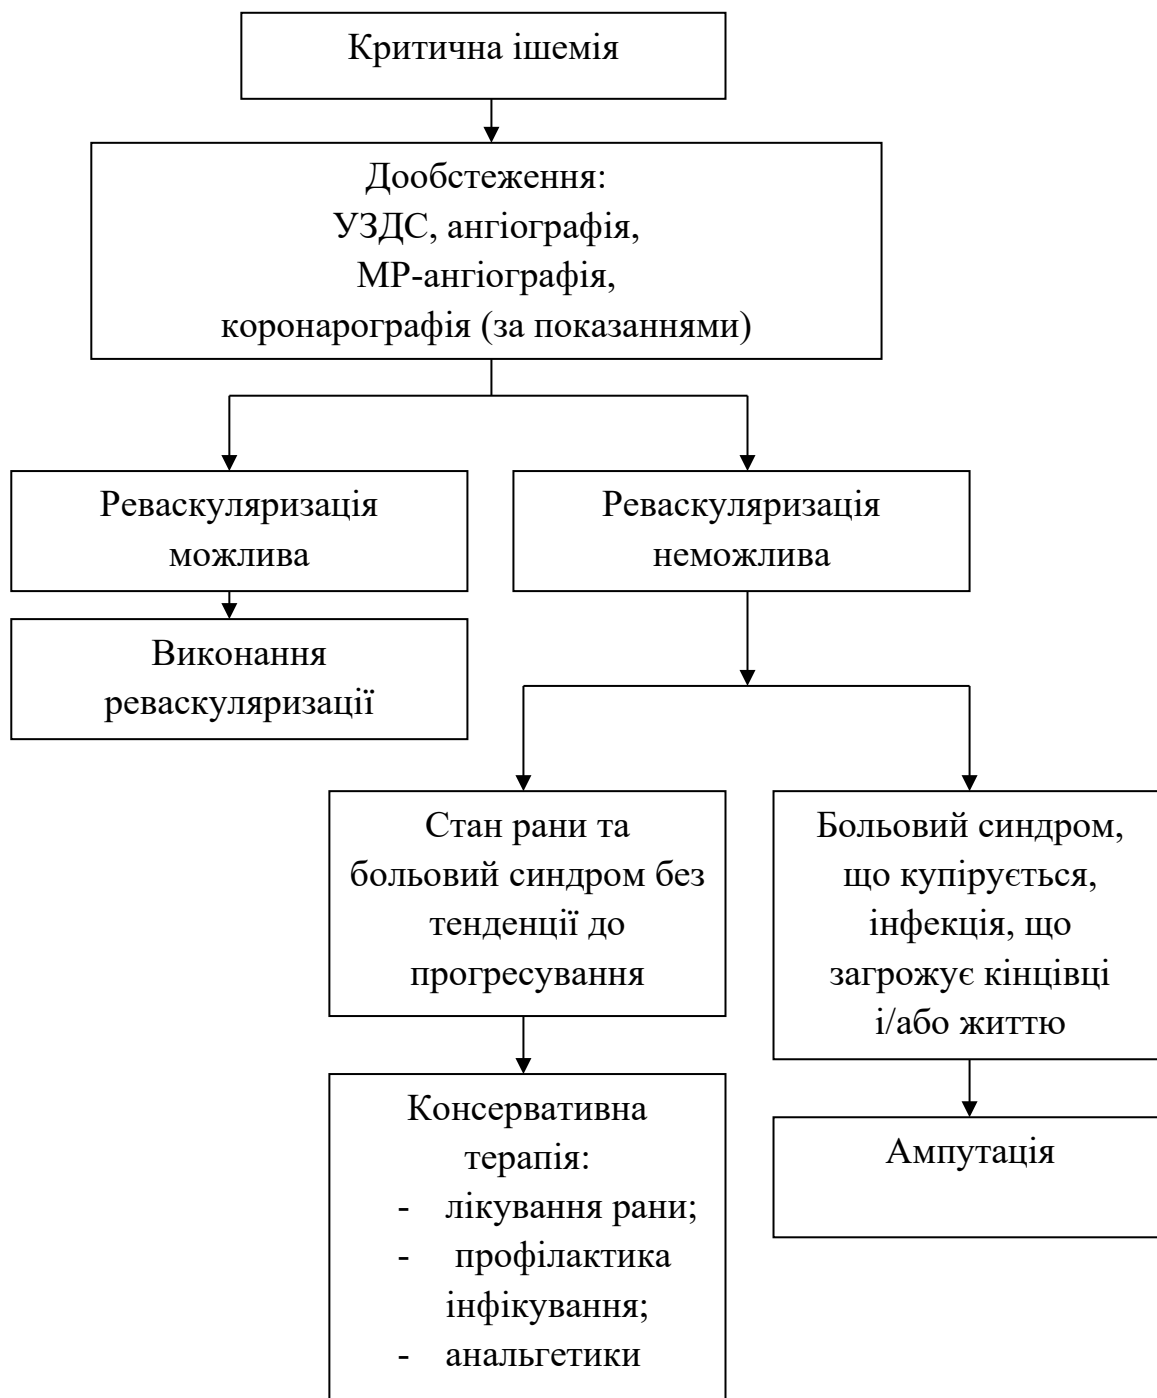 Критична ішемія
Дообстеження:
УЗДС, ангіографія,
МР-ангіографія,
коронарографія (за показаннями)
Реваскуляризація
можлива
Реваскуляризація
неможлива
Виконання
реваскуляризації
Стан рани та
больовий синдром без
тенденції до
прогресування
Больовий синдром,
що купірується,
інфекція, що
загрожує кінцівці
і/або життю
Консервативна
терапія:
- лікування рани;
- профілактика
інфікування;
- анальгетики
Ампутація